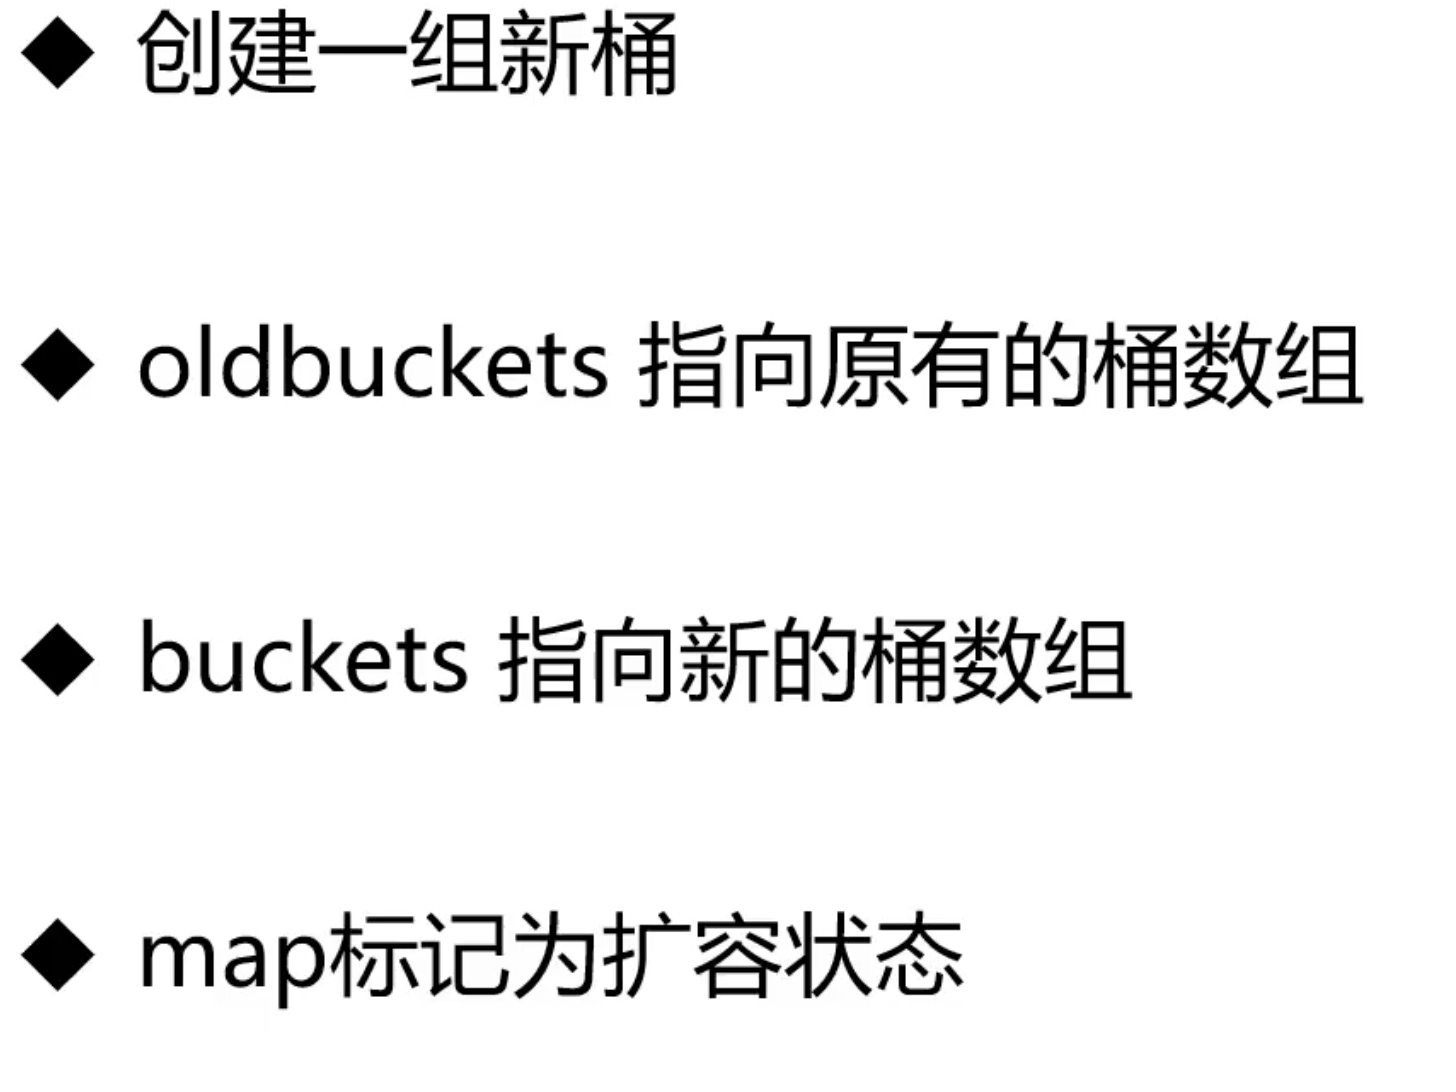 ◆ 创建一组新桶
◆ oldbuckets 指向原有的桶数组
◆ buckets 指向新的桶数组
◆ map标记为扩容状态